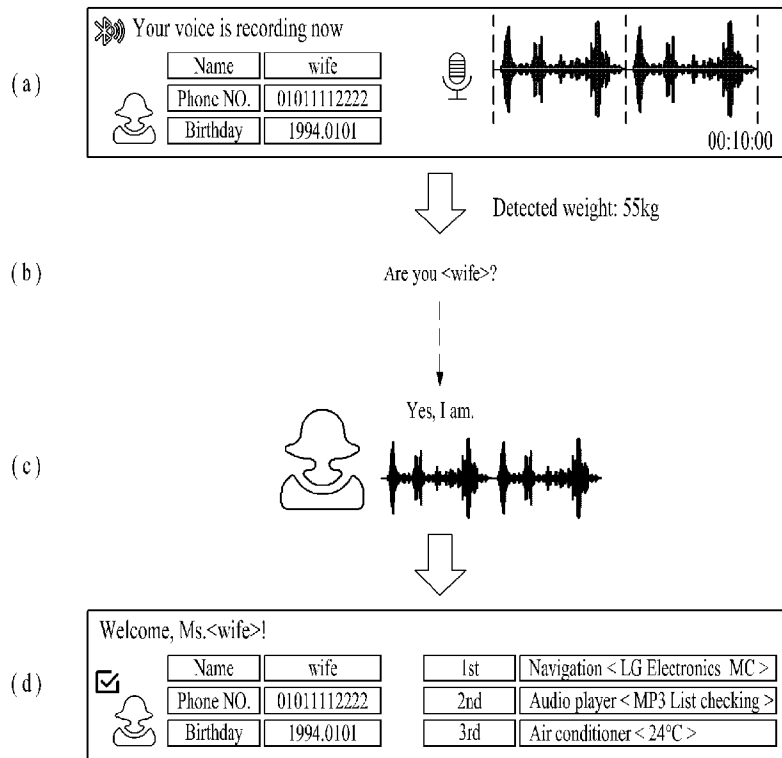 (a)
Your voice is recording now
Name wife
Phone NO. 01011112222
Birthday 1994.0101
00:10:00
Detected weight: 55kg
(b)
Are you <wife>?
Yes, I am.
(c)
(d)
Welcome, Ms.<wife>!
Name wife 1st Navigation < LG Electronics MC >
Phone NO. 01011112222 2nd Audio player < MP3 List checking >
Birthday 1994.0101 3rd Air conditioner < 24°C >